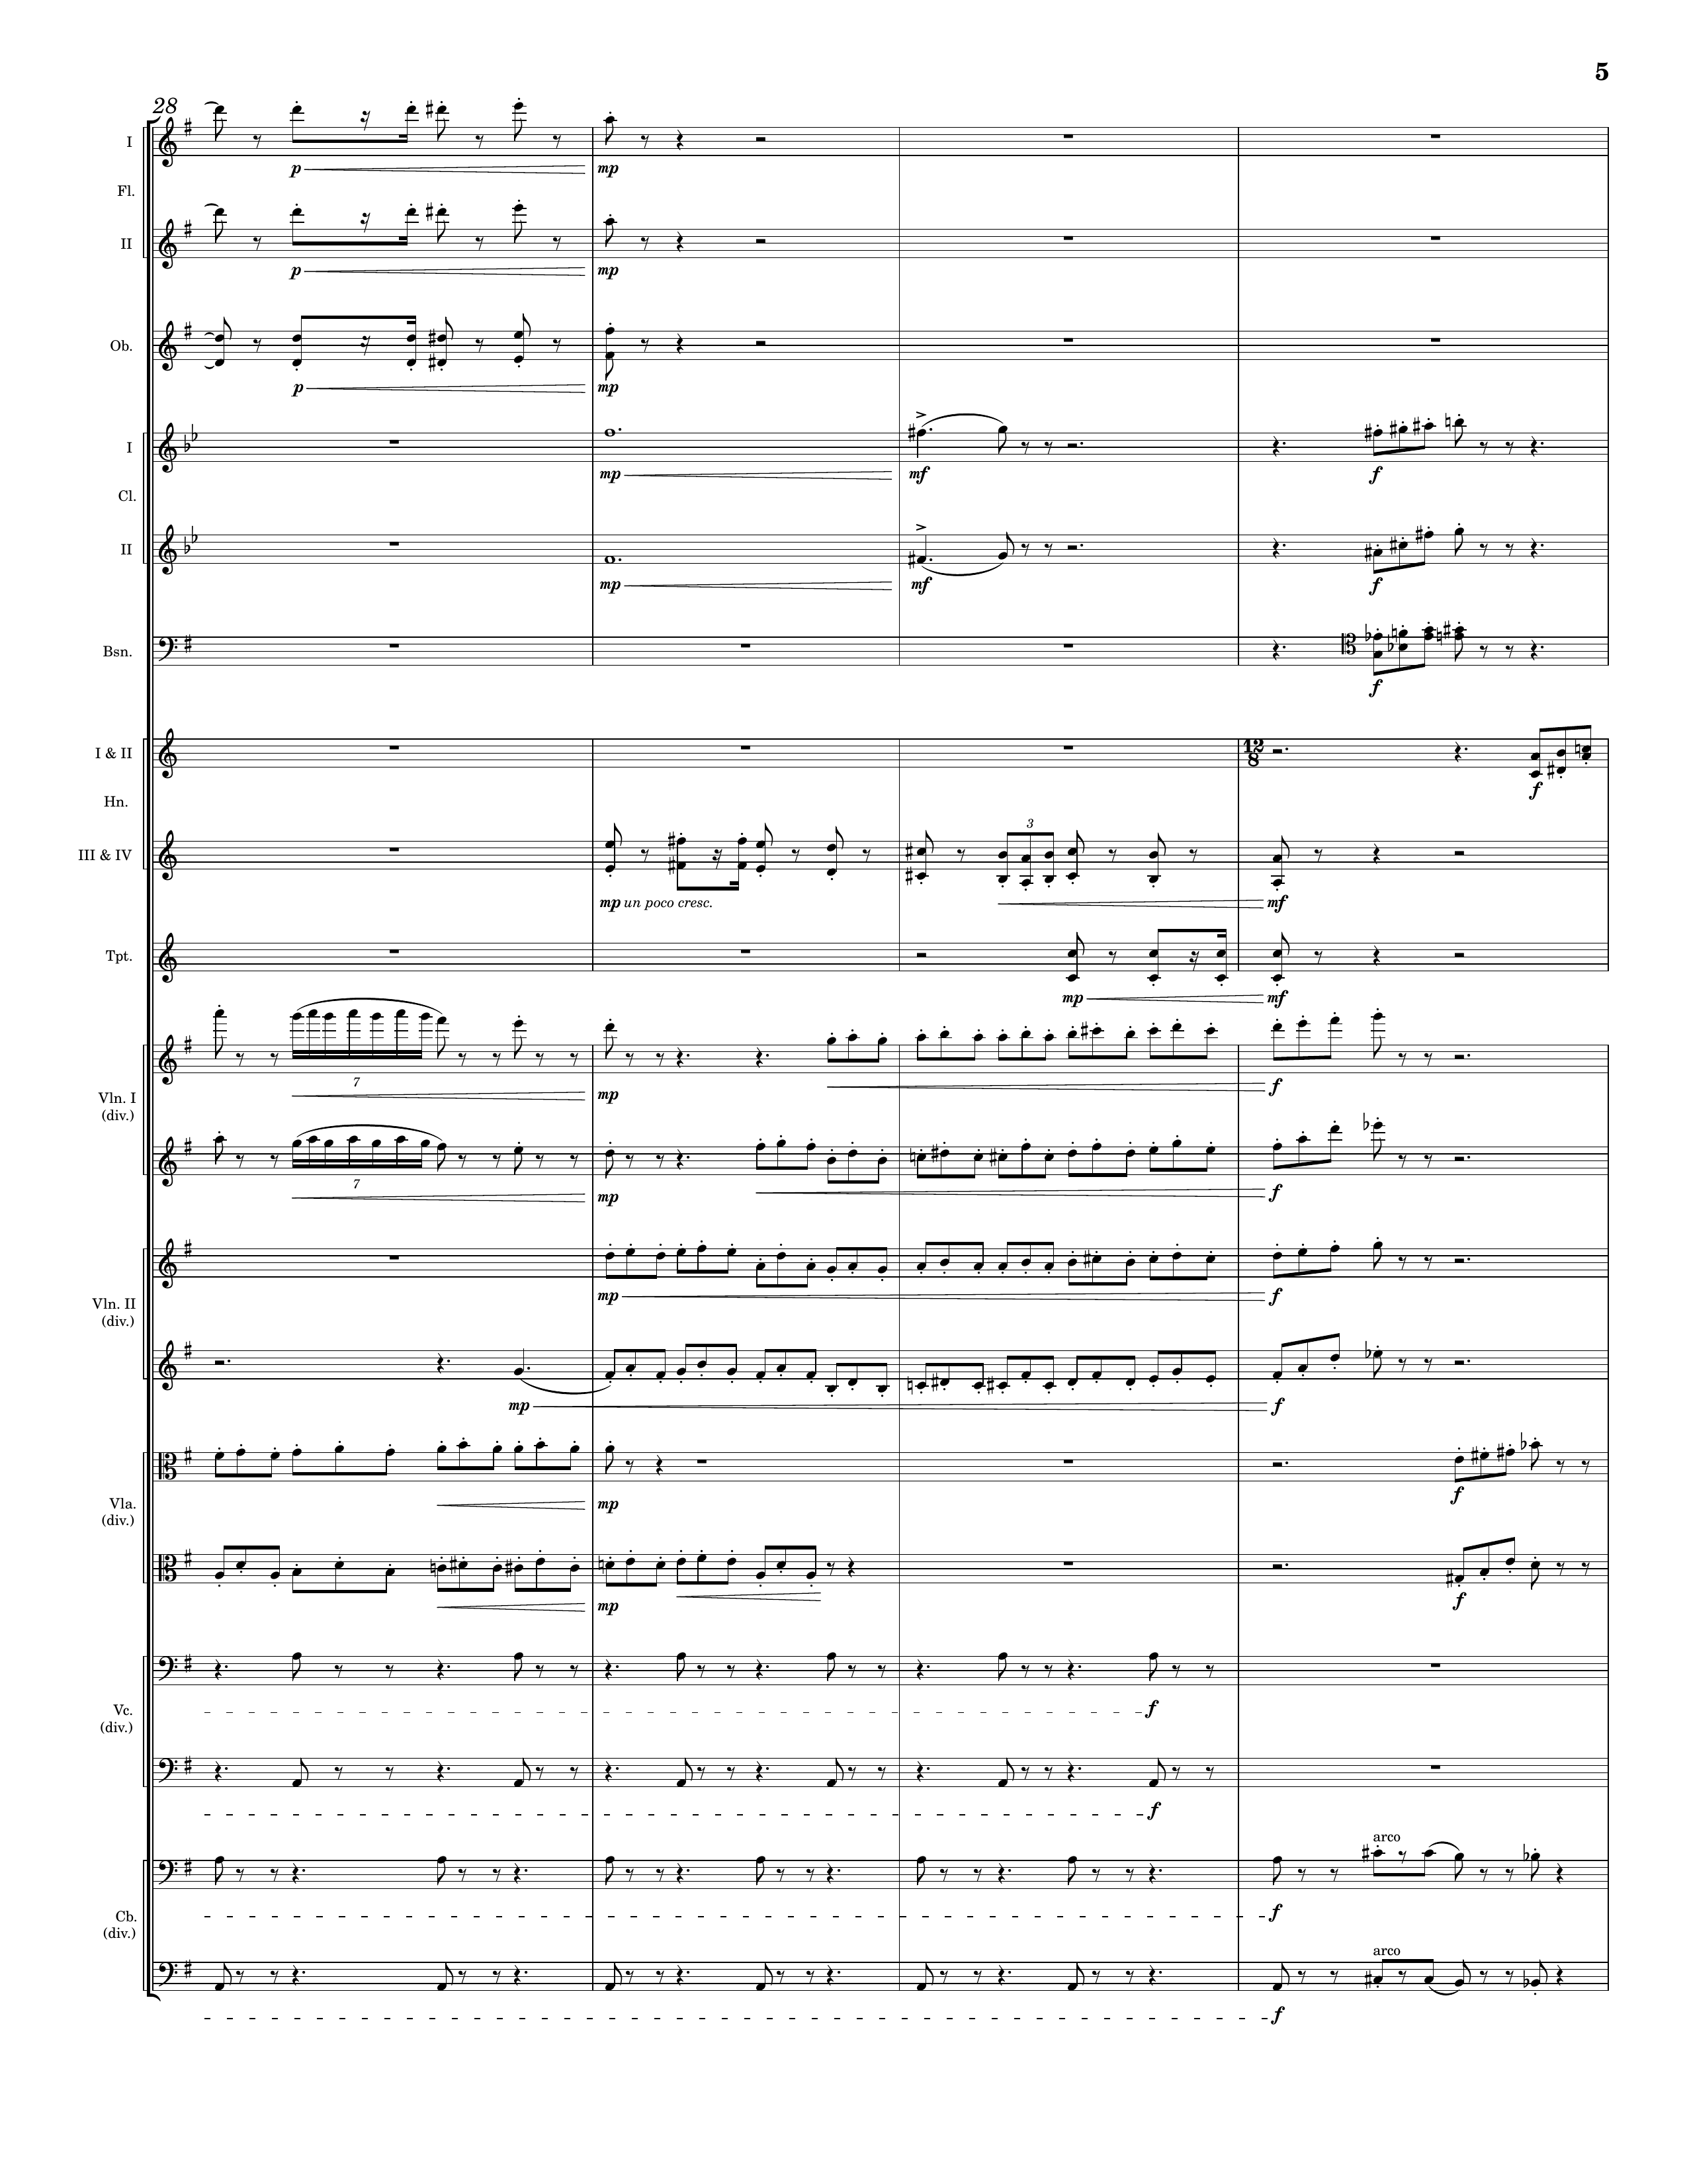 5
28
I
p
mp
Fl.
II
p
mp
Ob.
p
mp
I
mp
mf
f
Cl.
II
mp
mf
f
Bsn.
f
I & II
12
8
f
Hn.
III & IV
3
mp un poco cresc.
mf
Tpt.
mp
mf
7
mp
f
Vln. I
(div.)
7
mp
f
mp
f
Vln. II
(div.)
mp
f
mp
f
Vla.
(div.)
mp
f
f
Vc.
(div.)
f
arco
f
Cb.
(div.)
arco
f